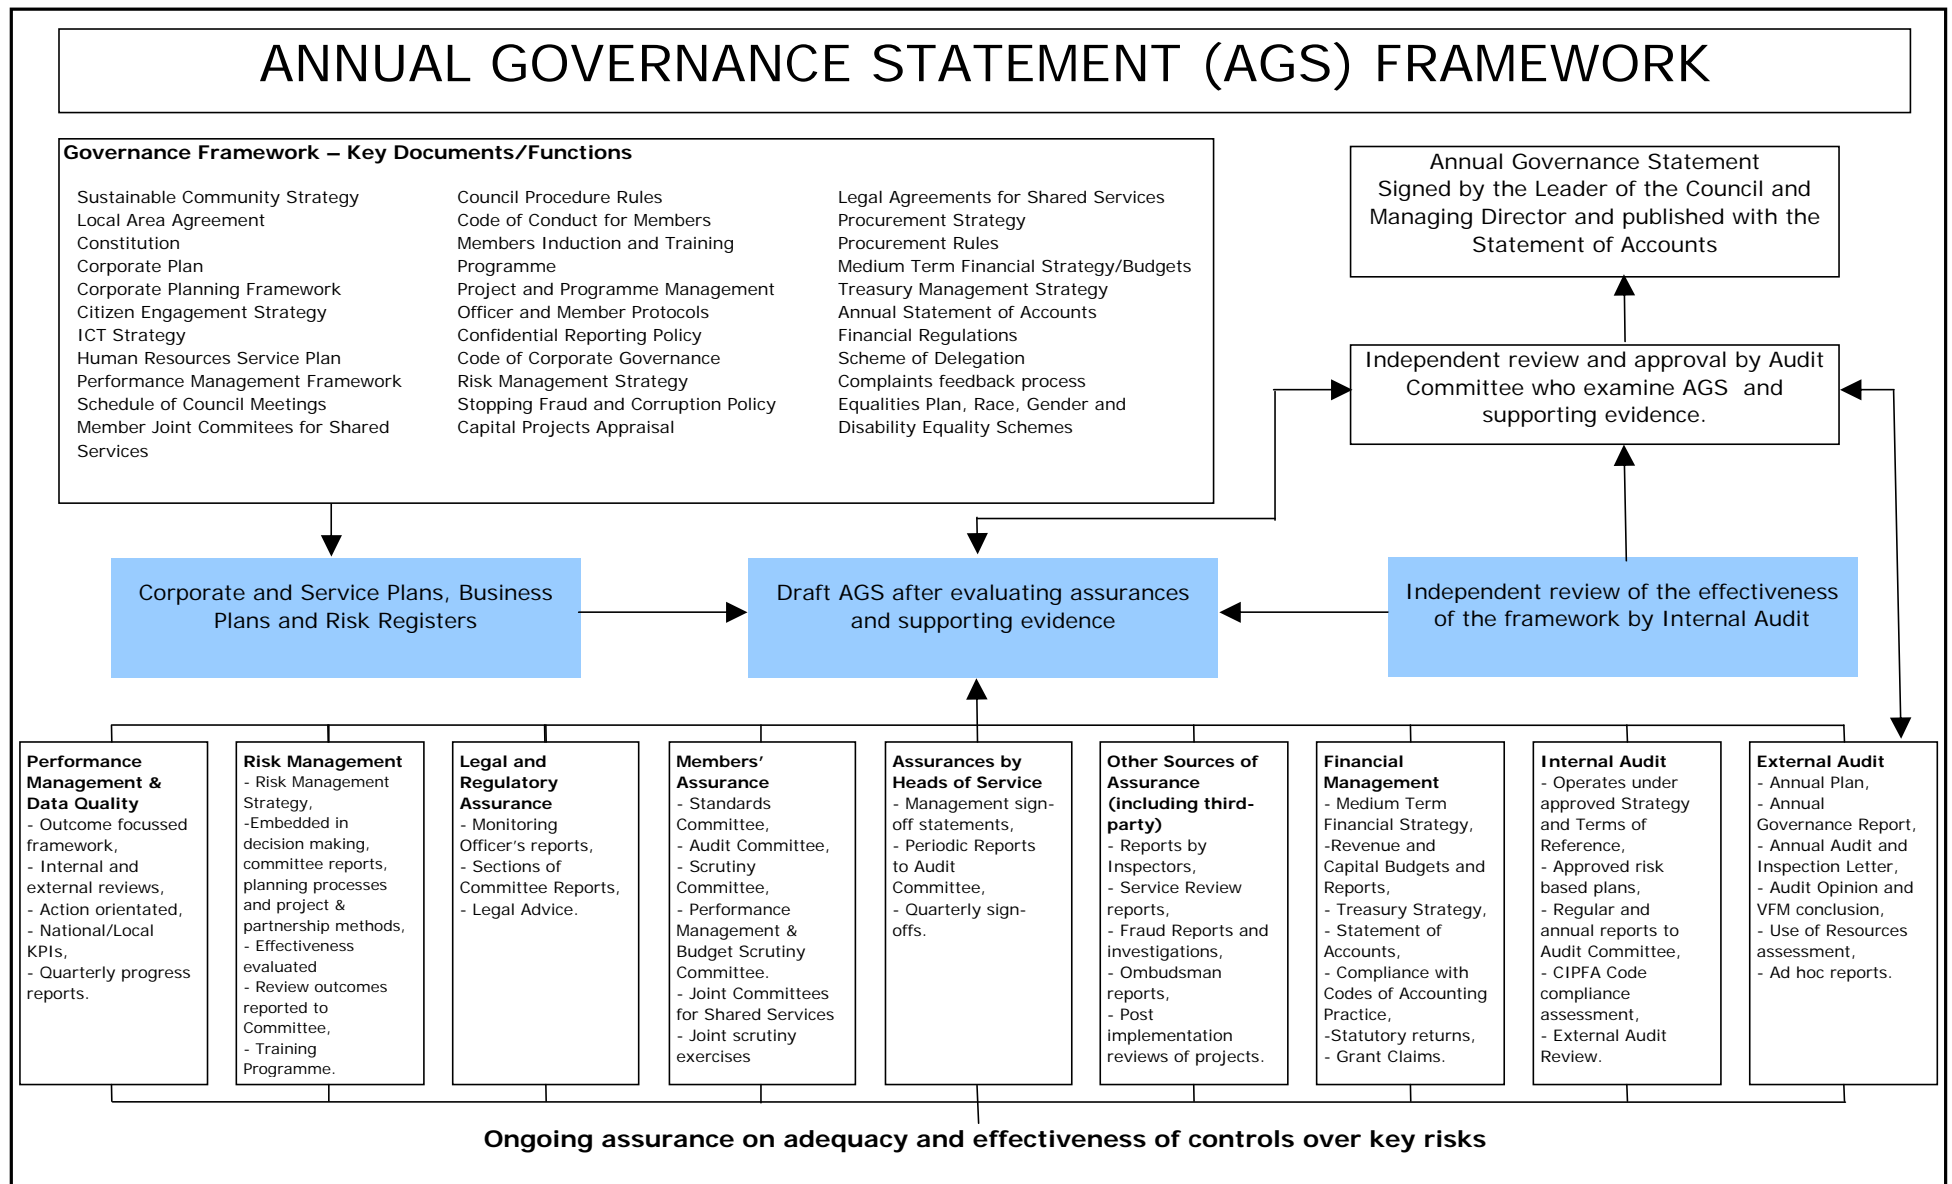 ANNUAL GOVERNANCE STATEMENT (AGS) FRAMEWORK
Governance Framework – Key Documents/Functions
Sustainable Community Strategy
Local Area Agreement
Constitution
Corporate Plan
Corporate Planning Framework
Citizen Engagement Strategy
ICT Strategy
Human Resources Service Plan
Performance Management Framework
Schedule of Council Meetings
Member Joint Commitees for Shared
Services
Council Procedure Rules
Code of Conduct for Members
Members Induction and Training
Programme
Project and Programme Management
Officer and Member Protocols
Confidential Reporting Policy
Code of Corporate Governance
Risk Management Strategy
Stopping Fraud and Corruption Policy
Capital Projects Appraisal
Legal Agreements for Shared Services
Procurement Strategy
Procurement Rules
Medium Term Financial Strategy/Budgets
Treasury Management Strategy
Annual Statement of Accounts
Financial Regulations
Scheme of Delegation
Complaints feedback process
Equalities Plan, Race, Gender and
Disability Equality Schemes
Annual Governance Statement
Signed by the Leader of the Council and
Managing Director and published with the
Statement of Accounts
Independent review and approval by Audit
Committee who examine AGS and
supporting evidence.
Corporate and Service Plans, Business
Plans and Risk Registers
Draft AGS after evaluating assurances
and supporting evidence
Independent review of the effectiveness
of the framework by Internal Audit
Performance
Management &
Data Quality
- Outcome focussed
framework,
- Internal and
external reviews,
- Action orientated,
- National/Local
KPIs,
- Quarterly progress
reports.
Risk Management
- Risk Management
Strategy,
-Embedded in
decision making,
committee reports,
planning processes
and project &
partnership methods,
- Effectiveness
evaluated
- Review outcomes
reported to
Committee,
- Training
Programme.
Legal and
Regulatory
Assurance
- Monitoring
Officer's reports,
- Sections of
Committee Reports,
- Legal Advice.
Members'
Assurance
- Standards
Committee,
- Audit Committee,
- Scrutiny
Committee,
- Performance
Management &
Budget Scrutiny
Committee.
- Joint Committees
for Shared Services
- Joint scrutiny
exercises
Assurances by
Heads of Service
- Management sign-
off statements,
- Periodic Reports
to Audit
Committee,
- Quarterly sign-
offs.
Other Sources of
Assurance
(including third-
party)
- Reports by
Inspectors,
- Service Review
reports,
- Fraud Reports and
investigations,
- Ombudsman
reports,
- Post
implementation
reviews of projects.
Financial
Management
- Medium Term
Financial Strategy,
-Revenue and
Capital Budgets and
Reports,
- Treasury Strategy,
- Statement of
Accounts,
- Compliance with
Codes of Accounting
Practice,
-Statutory returns,
- Grant Claims.
Internal Audit
- Operates under
approved Strategy
and Terms of
Reference,
- Approved risk
based plans,
- Regular and
annual reports to
Audit Committee,
- CIPFA Code
compliance
assessment,
- External Audit
Review.
External Audit
- Annual Plan,
- Annual
Governance Report,
- Annual Audit and
Inspection Letter,
- Audit Opinion and
VFM conclusion,
- Use of Resources
assessment,
- Ad hoc reports.
Ongoing assurance on adequacy and effectiveness of controls over key risks